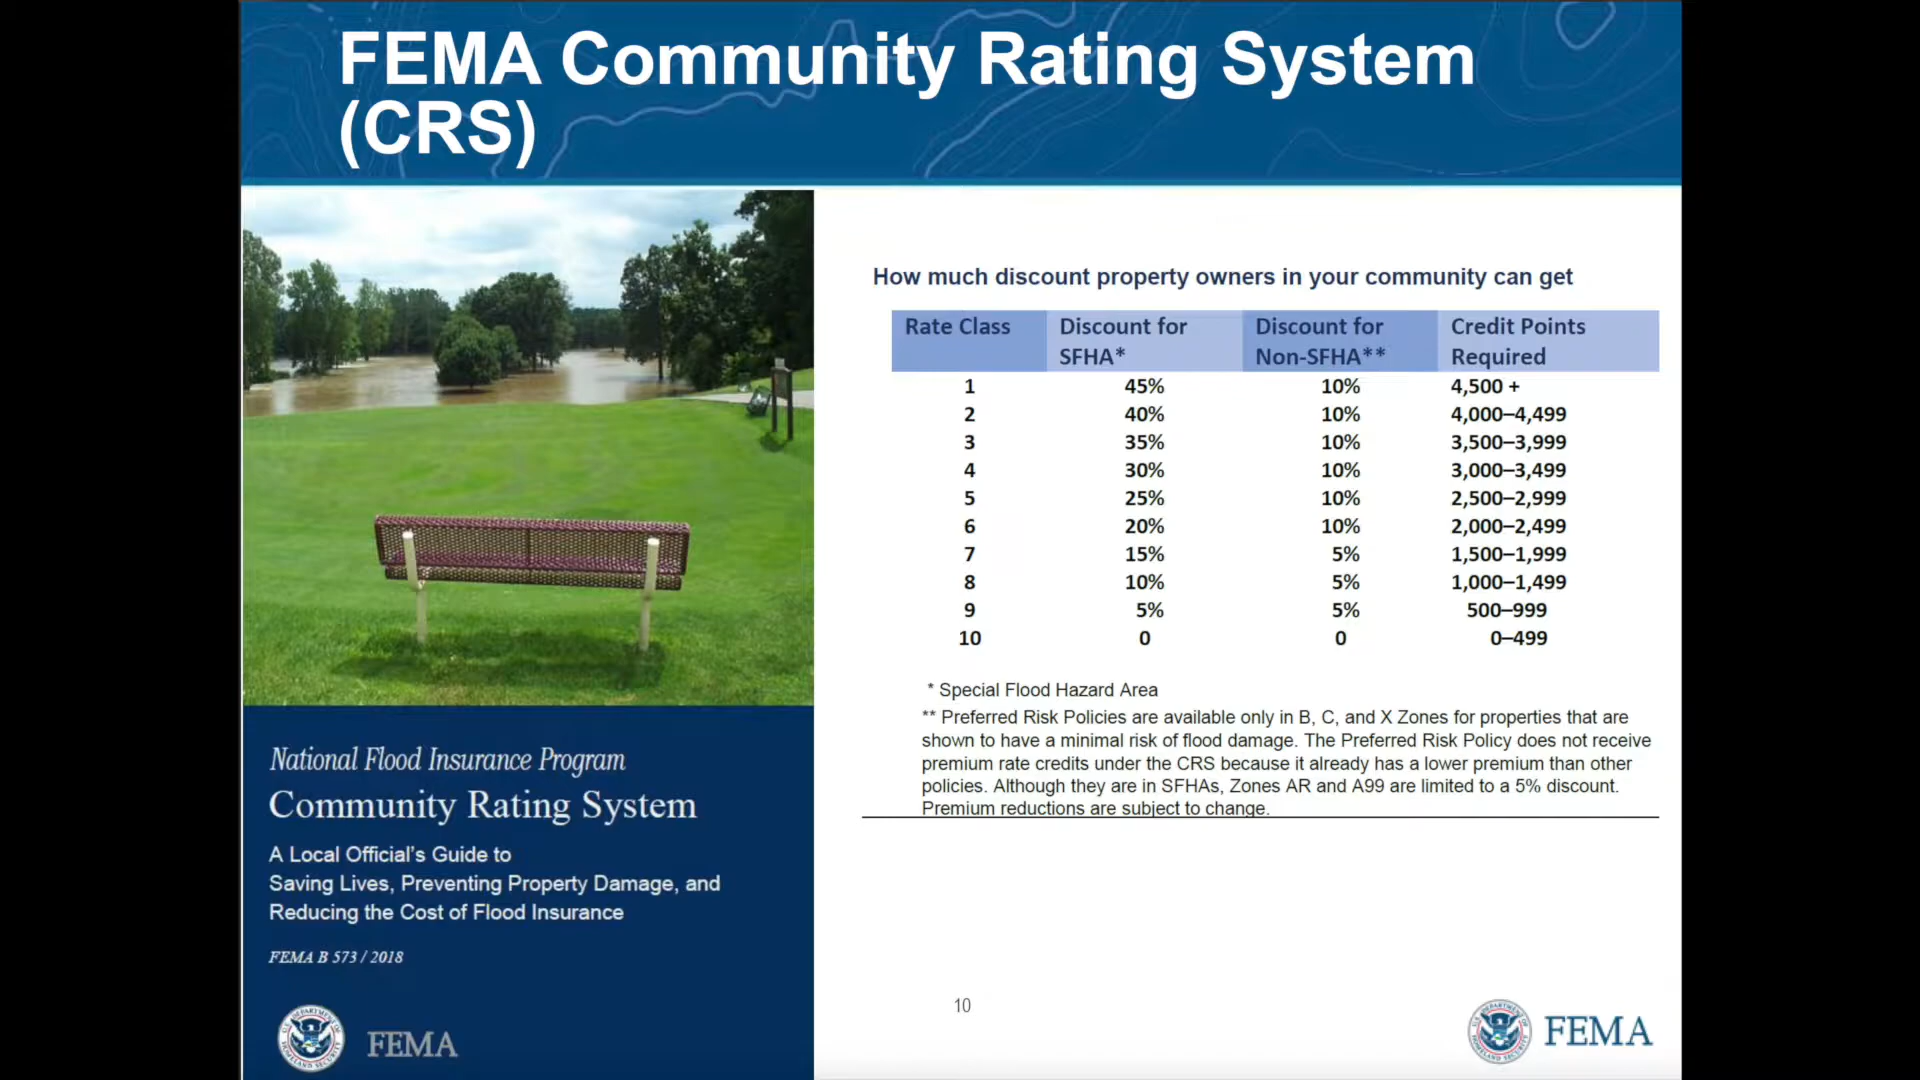 FEMA Community Rating System
(CRS)
National Flood Insurance Program
Community Rating System
A Local Official's Guide to
Saving Lives, Preventing Property Damage, and
Reducing the Cost of Flood Insurance
FEMA B 573 / 2018
FEMA
How much discount property owners in your community can get
Rate Class Discount for SFHA* Discount for Non-SFHA** Credit Points Required
1 45% 10% 4,500 +
2 40% 10% 4,000–4,499
3 35% 10% 3,500–3,999
4 30% 10% 3,000–3,499
5 25% 10% 2,500–2,999
6 20% 10% 2,000–2,499
7 15% 5% 1,500–1,999
8 10% 5% 1,000–1,499
9 5% 5% 500–999
10 0 0 0–499
* Special Flood Hazard Area
** Preferred Risk Policies are available only in B, C, and X Zones for properties that are
shown to have a minimal risk of flood damage. The Preferred Risk Policy does not receive
premium rate credits under the CRS because it already has a lower premium than other
policies. Although they are in SFHAs, Zones AR and A99 are limited to a 5% discount.
Premium reductions are subject to change.
10
FEMA